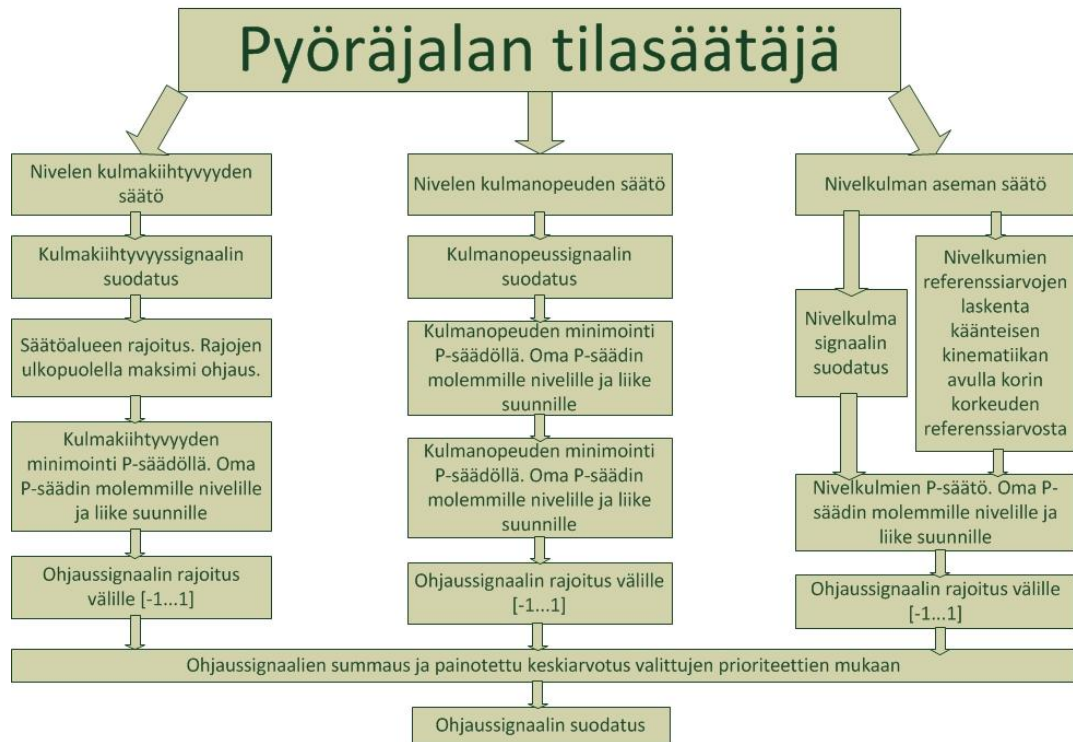 Pyöräjalan tilasäätäjä
Nivelen kulmakiihtyvyyden
säätö
Kulmakiihtyvyyssignaalin
suodatus
Säätöalueen rajoitus. Rajojen
ulkopuolella maksimi ohjaus.
Kulmakiihtyvyyden
minimointi P-säädöllä. Oma
P-säädin molemmille nivelille
ja liike suunnille
Ohjaussignaalin rajoitus
välille [-1...1]
Nivelen kulmanopeuden säätö
Kulmanopeussignaalin
suodatus
Kulmanopeuden minimointi
P-säädöllä. Oma P-säädin
molemmille nivelille ja liike
suunnille
Kulmanopeuden minimointi
P-säädöllä. Oma P-säädin
molemmille nivelille ja liike
suunnille
Ohjaussignaalin rajoitus välille
[-1...1]
Nivelkulman aseman säätö
Nivelkulma
signaalin
suodatus
Nivelkumien
referenssiarvojen
laskenta
käänteisen
kinematiikan
avulla korin
korkeuden
referenssiarvosta
Nivelkulmien P-säätö. Oma P-
säädin molemmille nivelille ja
liike suunnille
Ohjaussignaalin rajoitus välille
[-1...1]
Ohjaussignaalien summaus ja painotettu keskiarvotus valittujen prioriteettien mukaan
Ohjaussignaalin suodatus